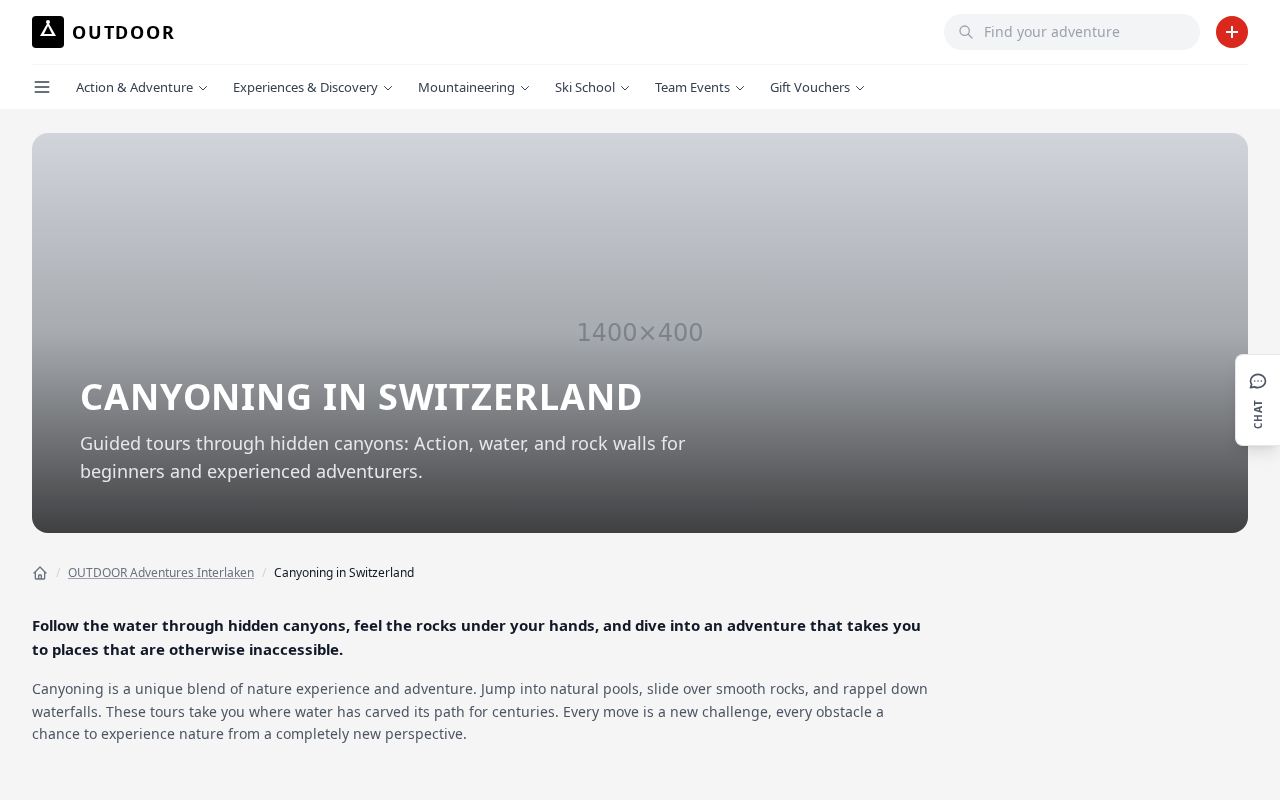 OUTDOOR
Find your adventure
Action & Adventure
Experiences & Discovery
Mountaineering
Ski School
Team Events
Gift Vouchers
1400×400
CANYONING IN SWITZERLAND
Guided tours through hidden canyons: Action, water, and rock walls for
beginners and experienced adventurers.
CHAT
/ OUTDOOR Adventures Interlaken / Canyoning in Switzerland
Follow the water through hidden canyons, feel the rocks under your hands, and dive into an adventure that takes you
to places that are otherwise inaccessible.
Canyoning is a unique blend of nature experience and adventure. Jump into natural pools, slide over smooth rocks, and rappel down
waterfalls. These tours take you where water has carved its path for centuries. Every move is a new challenge, every obstacle a
chance to experience nature from a completely new perspective.